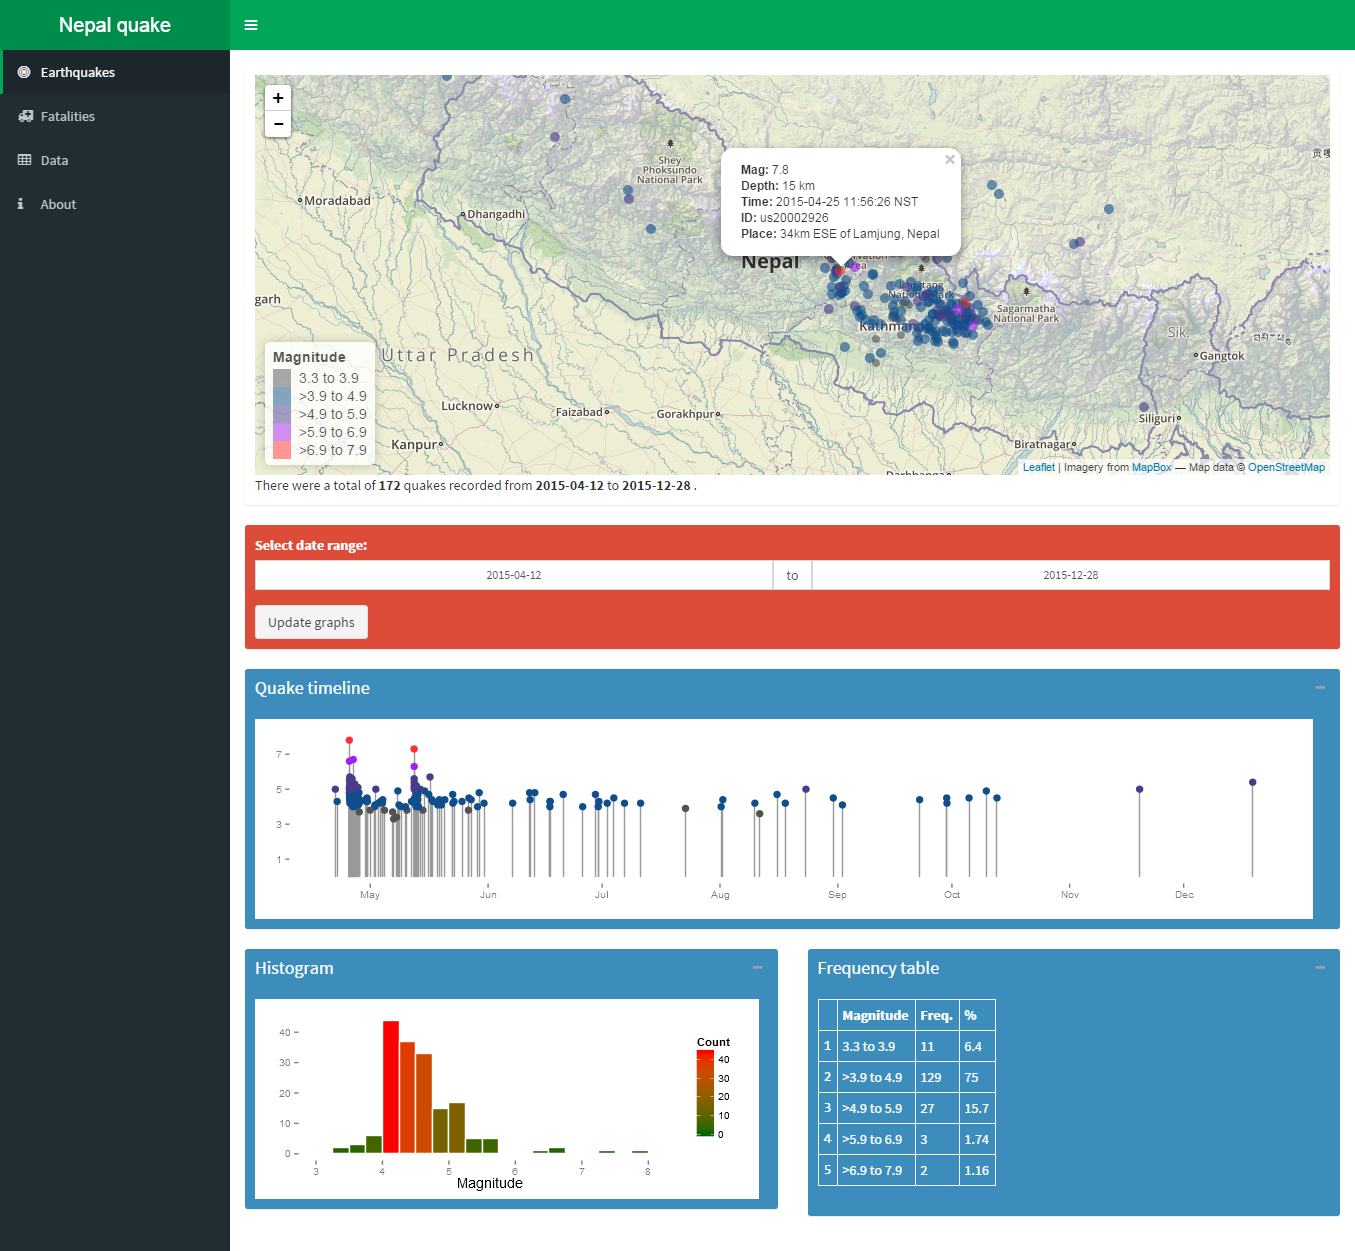 Nepal quake
Earthquakes
Fatalities
Data
About
+
−
Shey
Phoksundo
National Park
Moradabad
Dhangadhi
×
Mag: 7.8
Depth: 15 km
Time: 2015-04-25 11:56:26 NST
ID: us20002926
Place: 34km ESE of Lamjung, Nepal
Nepal
Area
garh
Sagarmatha
National Park
Sik.
Gangtok
Uttar Pradesh
Magnitude
3.3 to 3.9
>3.9 to 4.9
>4.9 to 5.9
>5.9 to 6.9
>6.9 to 7.9
Lucknow
Faizabad
Gorakhpur
Siliguri
Kanpur
Biratnagar
Leaflet | Imagery from MapBox — Map data © OpenStreetMap
There were a total of 172 quakes recorded from 2015-04-12 to 2015-12-28 .
Select date range:
2015-04-12 to 2015-12-28
Update graphs
Quake timeline
7
5
3
1
May Jun Jul Aug Sep Oct Nov Dec
Histogram
40
30
20
10
0
3 4 5 6 7 8
Magnitude
Count
40
30
20
10
0
Frequency table
Magnitude Freq. %
1 3.3 to 3.9 11 6.4
2 >3.9 to 4.9 129 75
3 >4.9 to 5.9 27 15.7
4 >5.9 to 6.9 3 1.74
5 >6.9 to 7.9 2 1.16